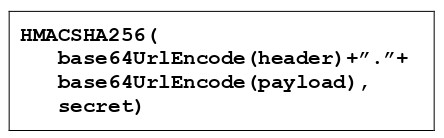 HMACSHA256(
base64UrlEncode(header)+”.”+
base64UrlEncode(payload),
secret)